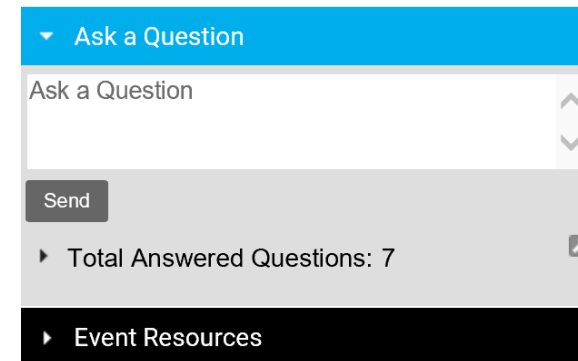 Ask a Question
Ask a Question
Send
Total Answered Questions: 7
Event Resources